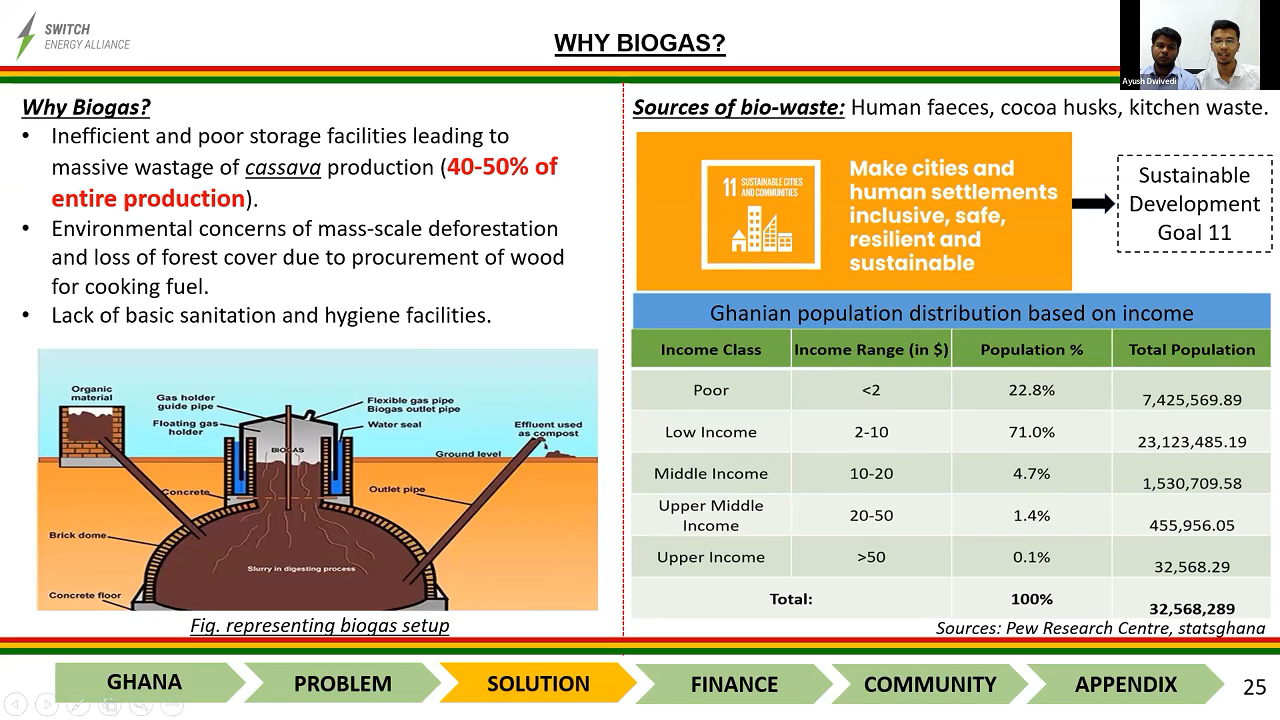 SWITCH
ENERGY ALLIANCE
WHY BIOGAS?
Ayush Dwivedi
Why Biogas?
• Inefficient and poor storage facilities leading to
massive wastage of cassava production (40-50% of
entire production).
• Environmental concerns of mass-scale deforestation
and loss of forest cover due to procurement of wood
for cooking fuel.
• Lack of basic sanitation and hygiene facilities.
Organic
material
Gas holder
guide pipe
Floating gas
holder
Flexible gas pipe
Biogas outlet pipe
Water seal
Effluent used
as compost
BIOGAS
Ground level
Concrete
Outlet pipe
Brick dome
Slurry in digesting process
Concrete floor
Fig. representing biogas setup
Sources of bio-waste: Human faeces, cocoa husks, kitchen waste.
11 SUSTAINABLE CITIES
AND COMMUNITIES
Make cities and
human settlements
inclusive, safe,
resilient and
sustainable
Sustainable
Development
Goal 11
Ghanian population distribution based on income
Income Class Income Range (in $) Population % Total Population
Poor <2 22.8% 7,425,569.89
Low Income 2-10 71.0% 23,123,485.19
Middle Income 10-20 4.7% 1,530,709.58
Upper Middle
Income 20-50 1.4% 455,956.05
Upper Income >50 0.1% 32,568.29
Total: 100% 32,568,289
Sources: Pew Research Centre, statsghana
GHANA PROBLEM SOLUTION FINANCE COMMUNITY APPENDIX 25